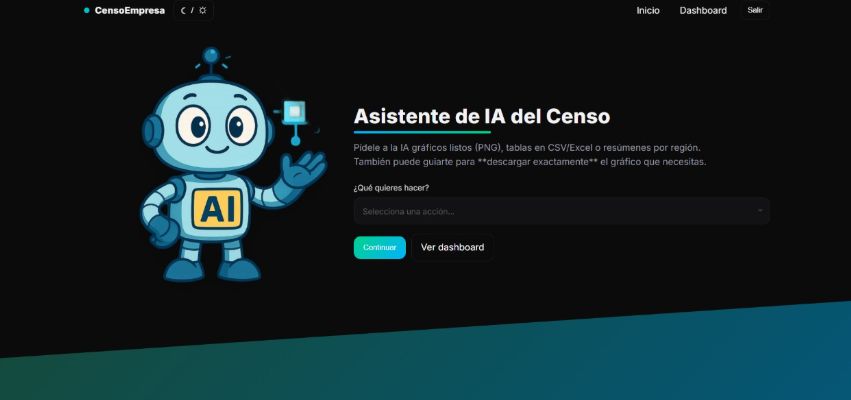 CensoEmpresa
☾ / ☼
Inicio
Dashboard
Salir
AI
Asistente de IA del Censo
Pídele a la IA gráficos listos (PNG), tablas en CSV/Excel o resúmenes por región.
También puede guiarte para **descargar exactamente** el gráfico que necesitas.
¿Qué quieres hacer?
Selecciona una acción...
Continuar
Ver dashboard